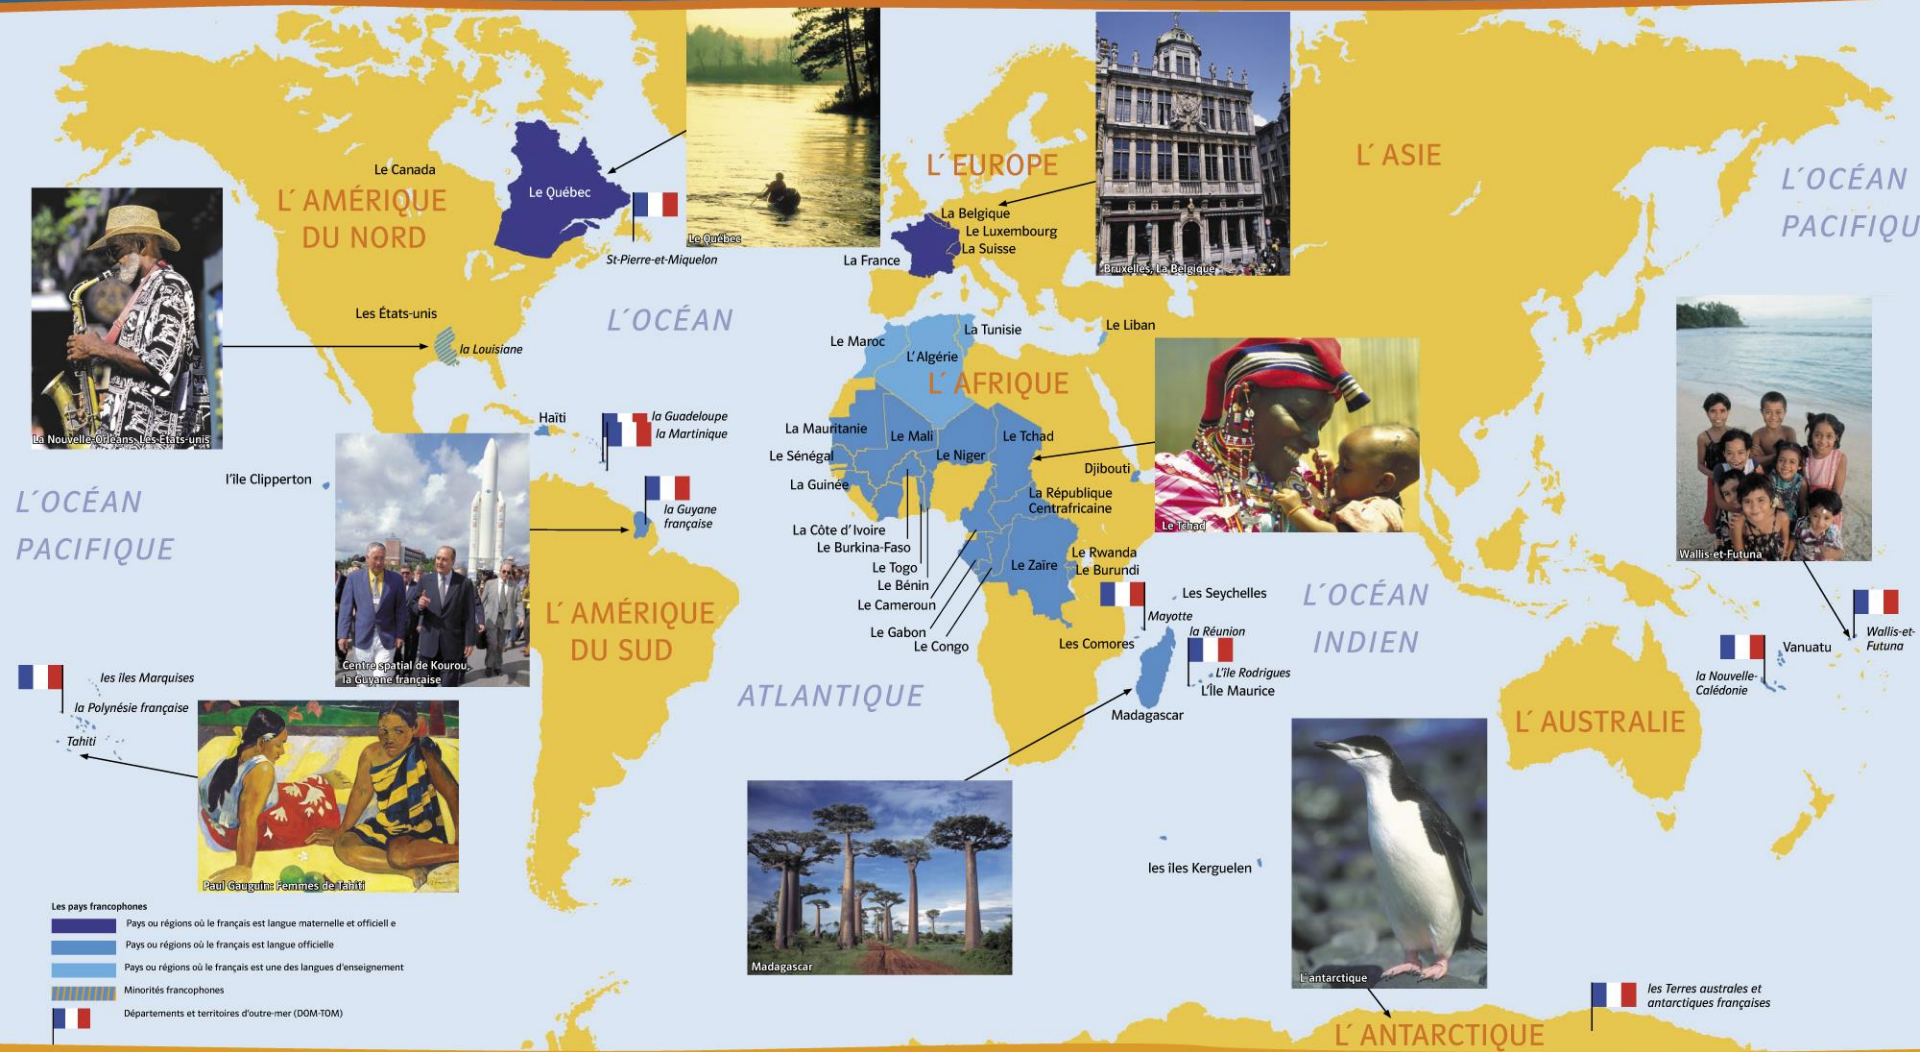 L´ AMÉRIQUE
DU NORD
Le Canada
Le Québec
St-Pierre-et-Miquelon
Le Québec
Les États-unis
la Louisiane
La Nouvelle-Orleans, Les États-unis
L´OCÉAN
ATLANTIQUE
L´ EUROPE
La Belgique
Le Luxembourg
La Suisse
La France
Bruxelles, La Belgique
L´ ASIE
L´OCÉAN
PACIFIQU
Haïti
la Guadeloupe
la Martinique
l'île Clipperton
la Guyane
française
Centre spatial de Kourou,
la Guyane française
L´OCÉAN
PACIFIQUE
L´ AMÉRIQUE
DU SUD
les îles Marquises
la Polynésie française
Tahiti
Paul Gauguin: Femmes de Tahiti
La Tunisie
Le Liban
Le Maroc
L'Algérie
L´ AFRIQUE
La Mauritanie
Le Mali
Le Tchad
Le Sénégal
Le Niger
Djibouti
La Guinée
La République
Centrafricaine
La Côte d'Ivoire
Le Burkina-Faso
Le Togo
Le Bénin
Le Cameroun
Le Gabon
Le Congo
Le Zaïre
Le Rwanda
Le Burundi
Le Tchad
Les Seychelles
Mayotte
Les Comores
la Réunion
L'île Rodrigues
L'Île Maurice
Madagascar
Madagascar
L´OCÉAN
INDIEN
Wallis-et-Futuna
Wallis-et-
Futuna
Vanuatu
la Nouvelle-
Calédonie
L´ AUSTRALIE
les îles Kerguelen
L'antarctique
L´ ANTARCTIQUE
les Terres australes et
antarctiques françaises
Les pays francophones
Pays ou régions où le français est langue maternelle et officiell e
Pays ou régions où le français est langue officielle
Pays ou régions où le français est une des langues d'enseignement
Minorités francophones
Départements et territoires d'outre-mer (DOM-TOM)